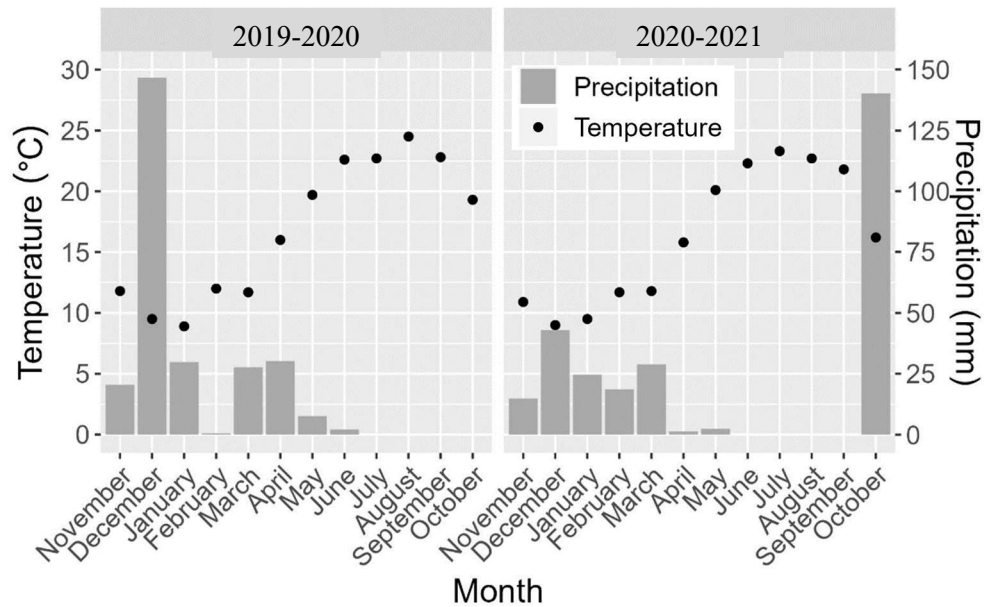 2019-2020
2020-2021
Precipitation
Temperature
Temperature (°C)
30
25
20
15
10
5
0
150
125
100
75
50
25
0
Precipitation (mm)
November
December
January
February
March
April
May
June
July
August
September
October
November
December
January
February
March
April
May
June
July
August
September
October
Month